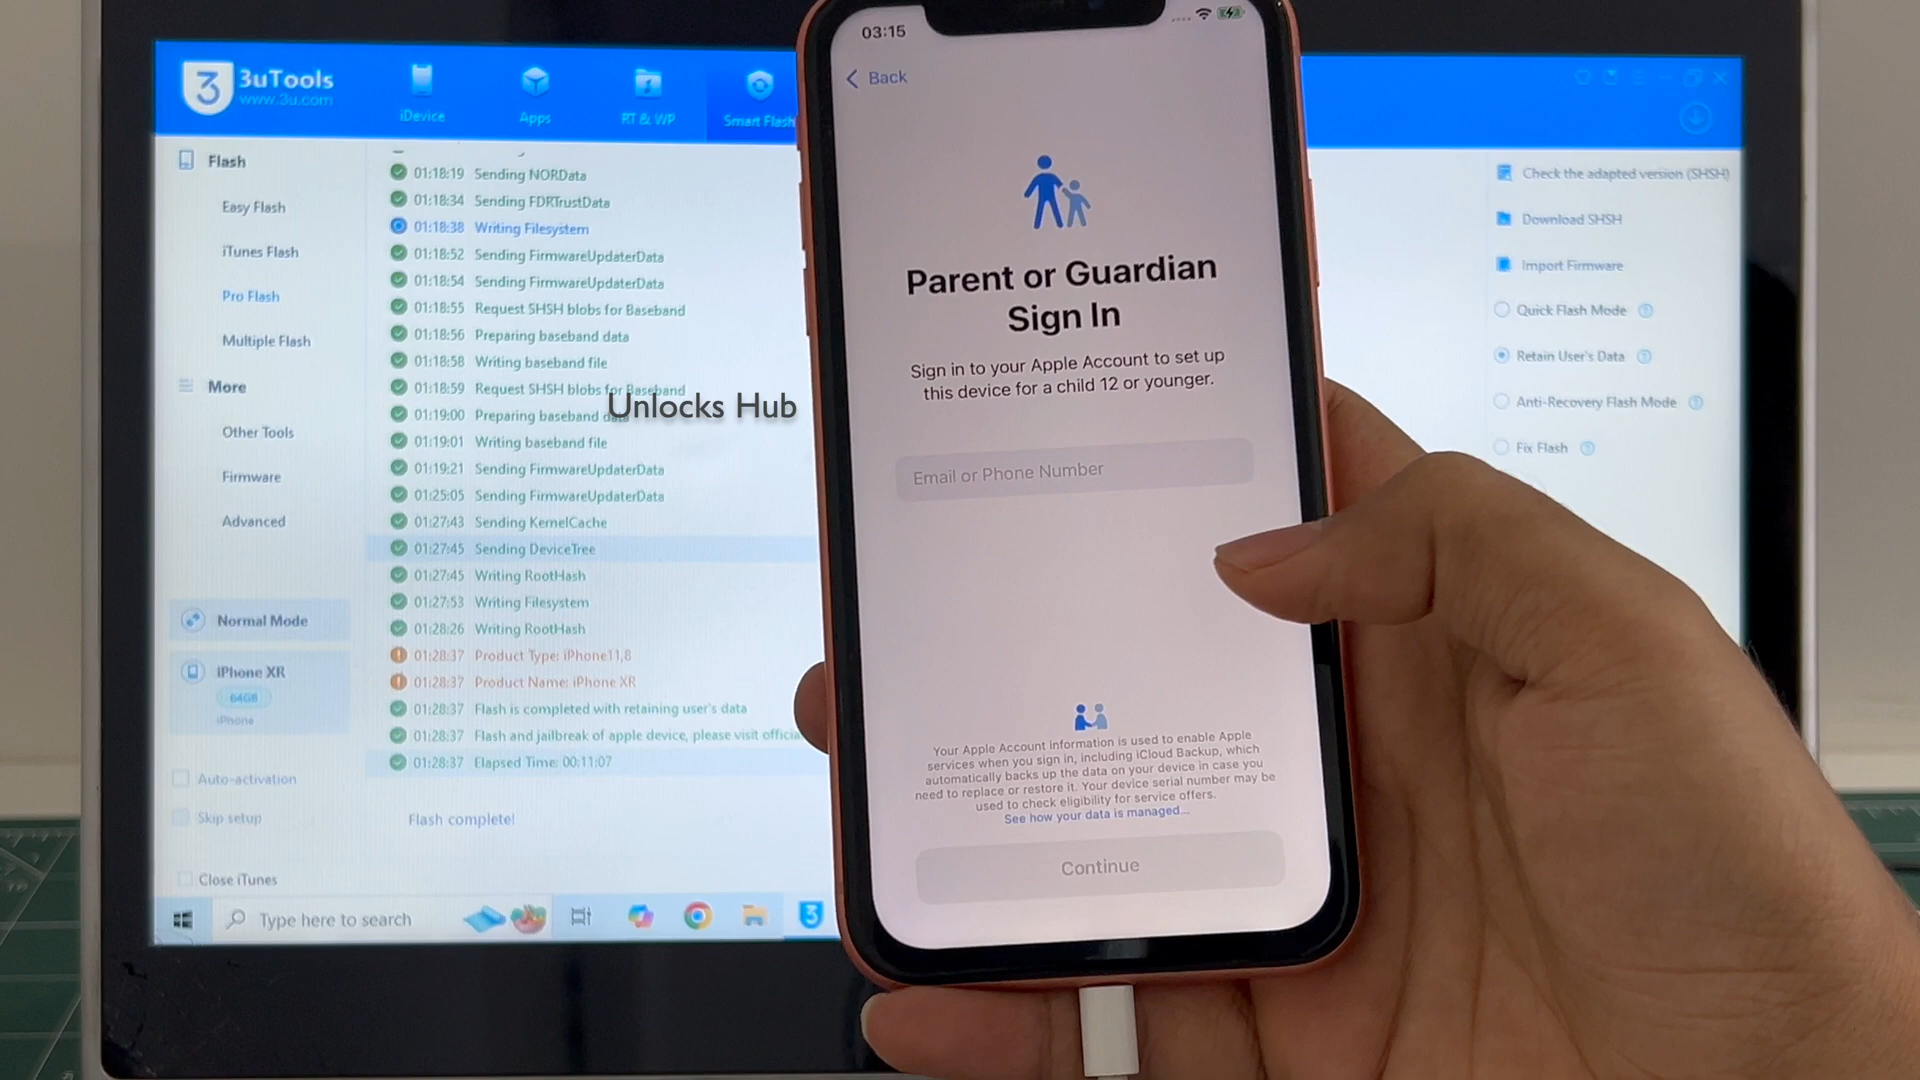 3uTools
www.3u.com
iDevice
Apps
RT & WP
Smart Flash
Flash
Easy Flash
iTunes Flash
Pro Flash
Multiple Flash
More
Other Tools
Firmware
Advanced
Normal Mode
iPhone XR
64GB
iPhone
Auto-activation
Skip setup
Close iTunes
01:18:19 Sending NORData
01:18:34 Sending FDRTrustData
01:18:38 Writing Filesystem
01:18:52 Sending FirmwareUpdaterData
01:18:54 Sending FirmwareUpdaterData
01:18:55 Request SHSH blobs for Baseband
01:18:56 Preparing baseband data
01:18:58 Writing baseband file
01:18:59 Request SHSH blobs for Baseband
01:19:00 Preparing baseband data
01:19:01 Writing baseband file
01:19:21 Sending FirmwareUpdaterData
01:25:05 Sending FirmwareUpdaterData
01:27:43 Sending KernelCache
01:27:45 Sending DeviceTree
01:27:45 Writing RootHash
01:27:53 Writing Filesystem
01:28:26 Writing RootHash
01:28:37 Product Type: iPhone11,8
01:28:37 Product Name: iPhone XR
01:28:37 Flash is completed with retaining user's data
01:28:37 Flash and jailbreak of apple device, please visit officia
01:28:37 Elapsed Time: 00:11:07
Flash complete!
Type here to search
Unlocks Hub
03:15
Back
Parent or Guardian
Sign In
Sign in to your Apple Account to set up
this device for a child 12 or younger.
Email or Phone Number
Your Apple Account information is used to enable Apple
services when you sign in, including iCloud Backup, which
automatically backs up the data on your device in case you
need to replace or restore it. Your device serial number may be
used to check eligibility for service offers.
See how your data is managed...
Continue
Check the adapted version (SHSH)
Download SHSH
Import Firmware
Quick Flash Mode
Retain User's Data
Anti-Recovery Flash Mode
Fix Flash